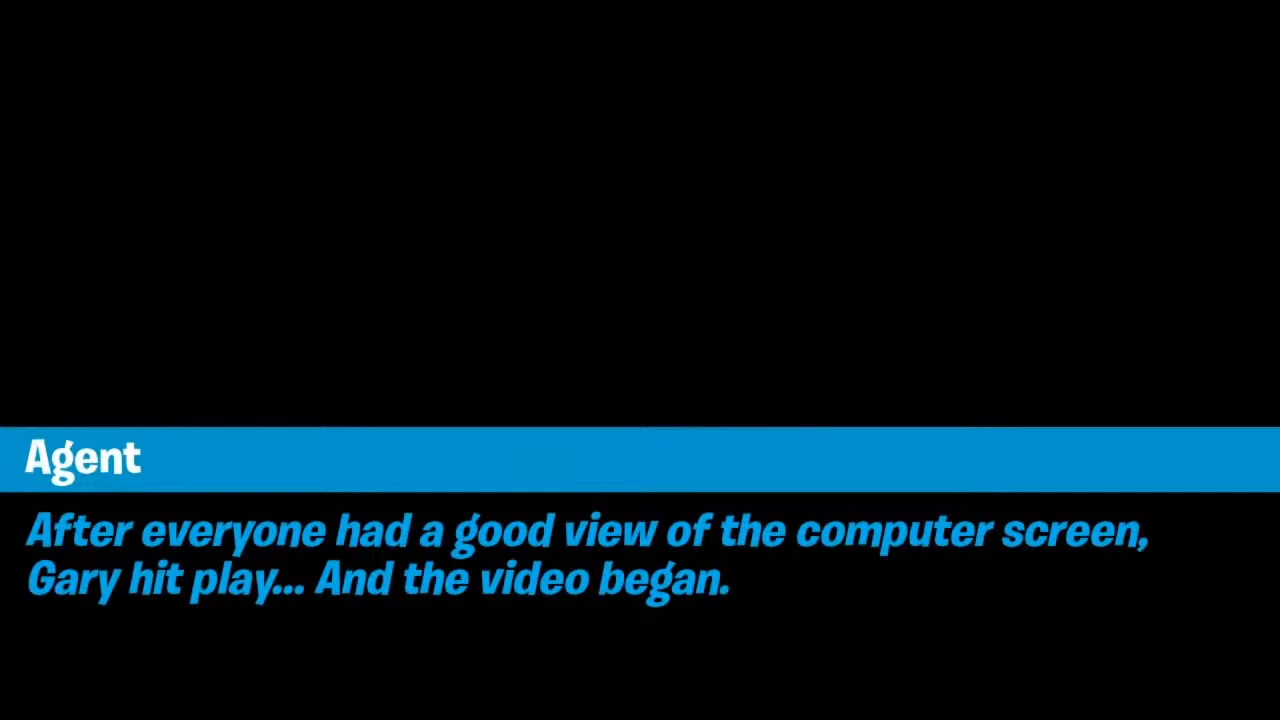 Agent
After everyone had a good view of the computer screen,
Gary hit play... And the video began.